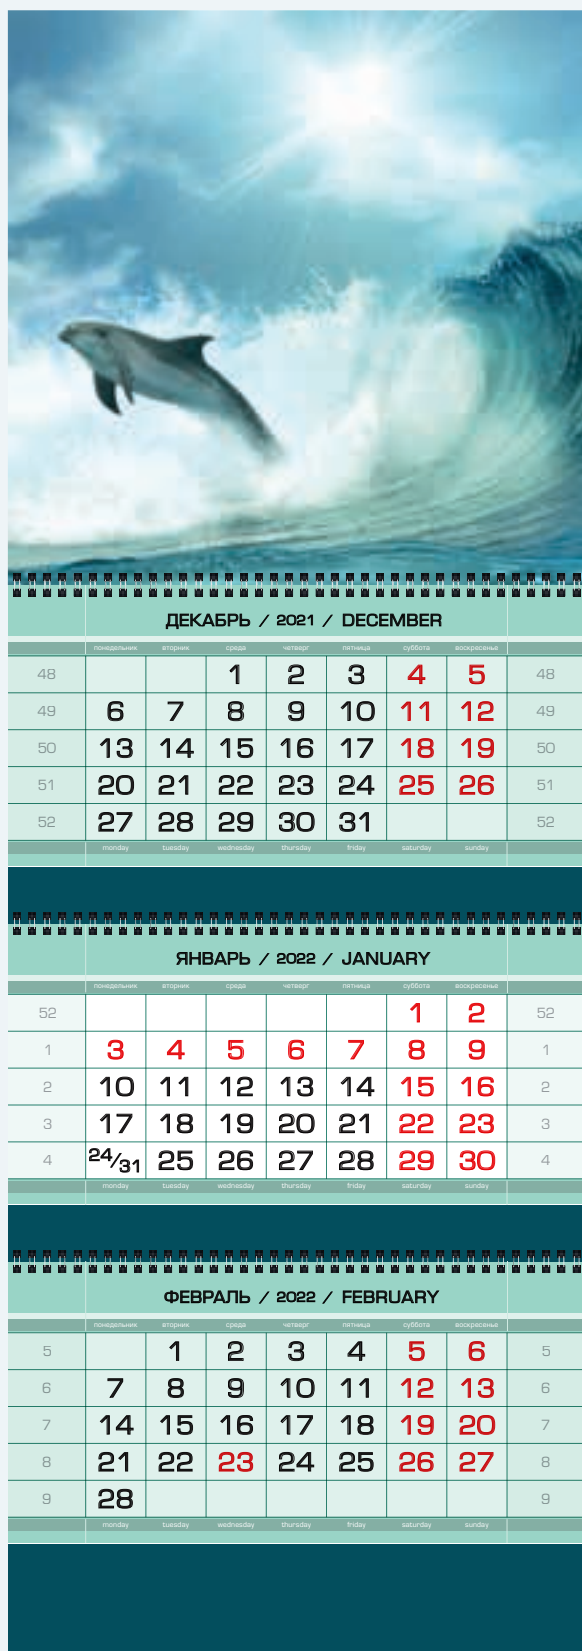 ДЕКАБРЬ / 2021 / DECEMBER
понедельник вторник среда четверг пятница суббота воскресенье
48 1 2 3 4 5 48
49 6 7 8 9 10 11 12 49
50 13 14 15 16 17 18 19 50
51 20 21 22 23 24 25 26 51
52 27 28 29 30 31 52
monday tuesday wednesday thursday friday saturday sunday
ЯНВАРЬ / 2022 / JANUARY
понедельник вторник среда четверг пятница суббота воскресенье
52 1 2 52
1 3 4 5 6 7 8 9 1
2 10 11 12 13 14 15 16 2
3 17 18 19 20 21 22 23 3
4 24/31 25 26 27 28 29 30 4
monday tuesday wednesday thursday friday saturday sunday
ФЕВРАЛЬ / 2022 / FEBRUARY
понедельник вторник среда четверг пятница суббота воскресенье
5 1 2 3 4 5 6 5
6 7 8 9 10 11 12 13 6
7 14 15 16 17 18 19 20 7
8 21 22 23 24 25 26 27 8
9 28 9
monday tuesday wednesday thursday friday saturday sunday